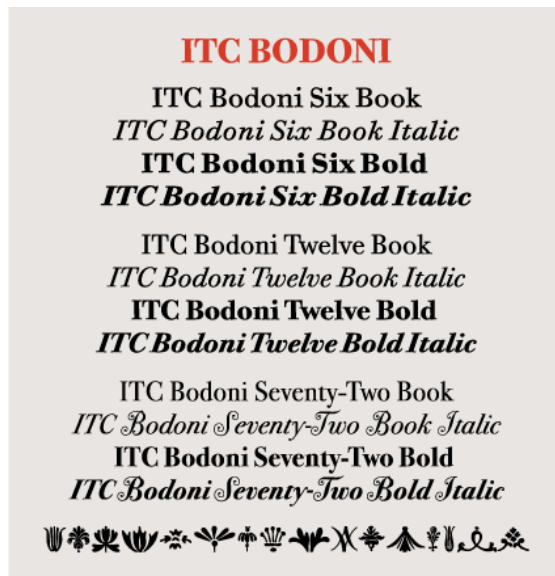 ITC BODONI
ITC Bodoni Six Book
ITC Bodoni Six Book Italic
ITC Bodoni Six Bold
ITC Bodoni Six Bold Italic
ITC Bodoni Twelve Book
ITC Bodoni Twelve Book Italic
ITC Bodoni Twelve Bold
ITC Bodoni Twelve Bold Italic
ITC Bodoni Seventy-Two Book
ITC Bodoni Seventy-Two Book Italic
ITC Bodoni Seventy-Two Bold
ITC Bodoni Seventy-Two Bold Italic